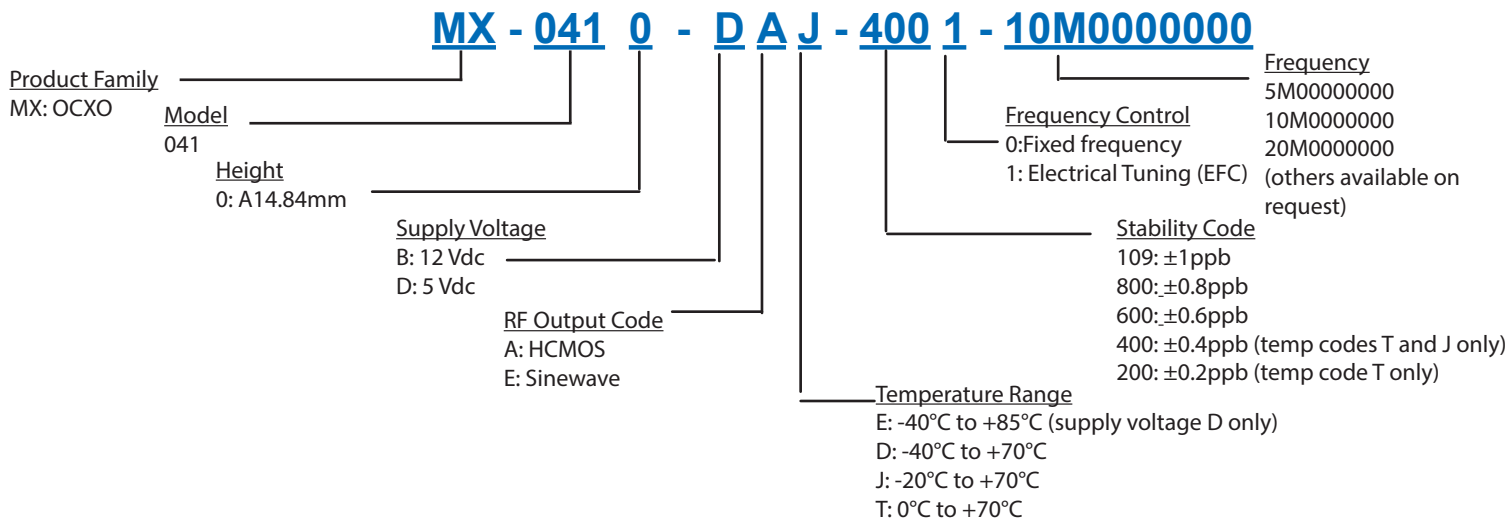 MX - 041 0 - D A J - 400 1 - 10M0000000
Product Family
MX: OCXO
Model
041
Height
0: A14.84mm
Supply Voltage
B: 12 Vdc
D: 5 Vdc
RF Output Code
A: HCMOS
E: Sinewave
Temperature Range
E: -40°C to +85°C (supply voltage D only)
D: -40°C to +70°C
J: -20°C to +70°C
T: 0°C to +70°C
Stability Code
109: ±1ppb
800: ±0.8ppb
600: ±0.6ppb
400: ±0.4ppb (temp codes T and J only)
200: ±0.2ppb (temp code T only)
Frequency Control
0:Fixed frequency
1: Electrical Tuning (EFC)
Frequency
5M00000000
10M0000000
20M0000000
(others available on
request)